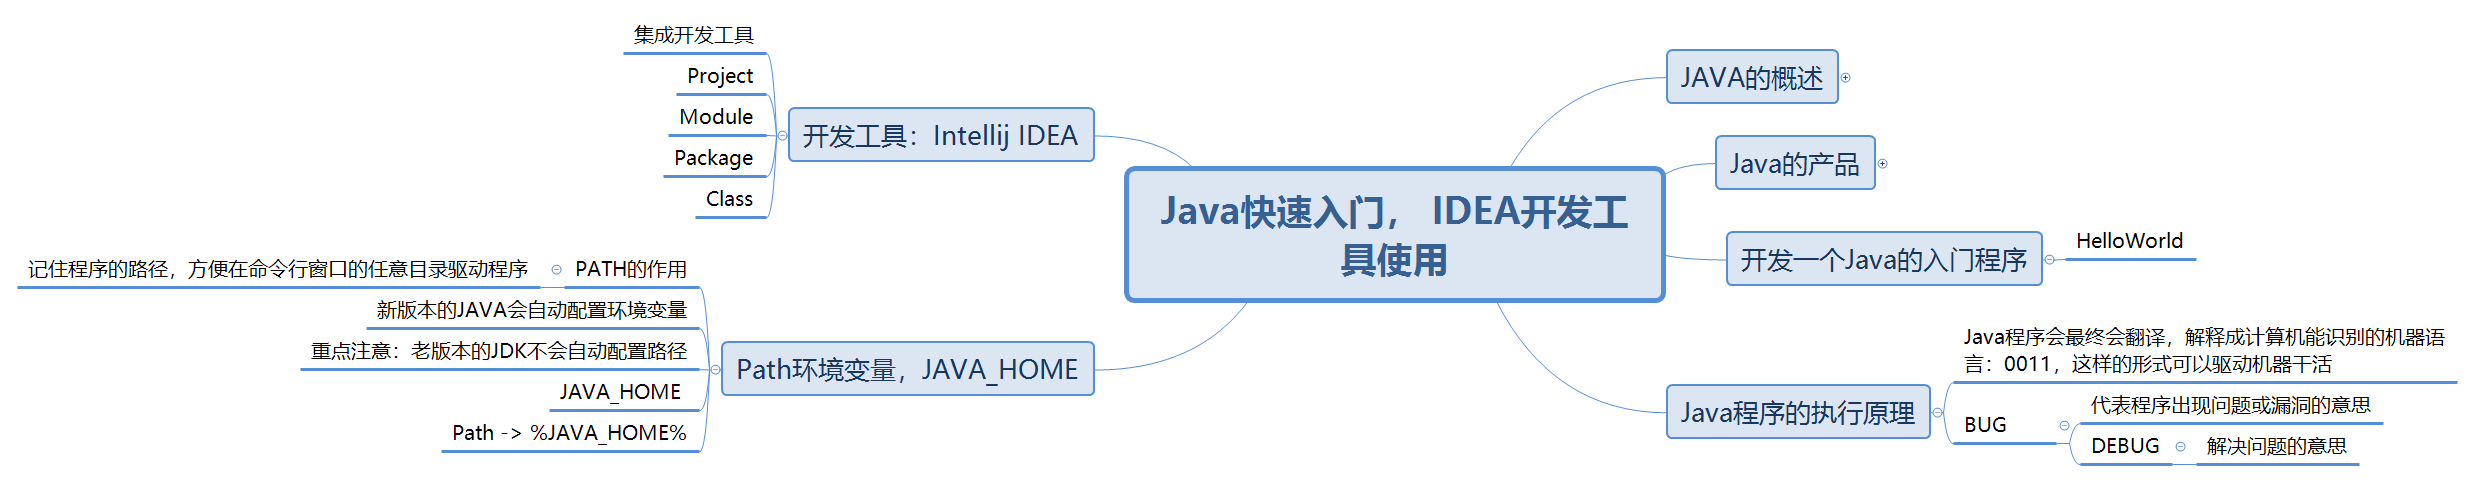 Java快速入门， IDEA开发工
具使用
JAVA的概述
Java的产品
开发一个Java的入门程序
HelloWorld
Java程序的执行原理
Java程序会最终会翻译，解释成计算机能识别的机器语
言：0011，这样的形式可以驱动机器干活
BUG
代表程序出现问题或漏洞的意思
DEBUG
解决问题的意思
开发工具：Intellij IDEA
集成开发工具
Project
Module
Package
Class
Path环境变量，JAVA_HOME
PATH的作用
记住程序的路径，方便在命令行窗口的任意目录驱动程序
新版本的JAVA会自动配置环境变量
重点注意：老版本的JDK不会自动配置路径
JAVA_HOME
Path -> %JAVA_HOME%